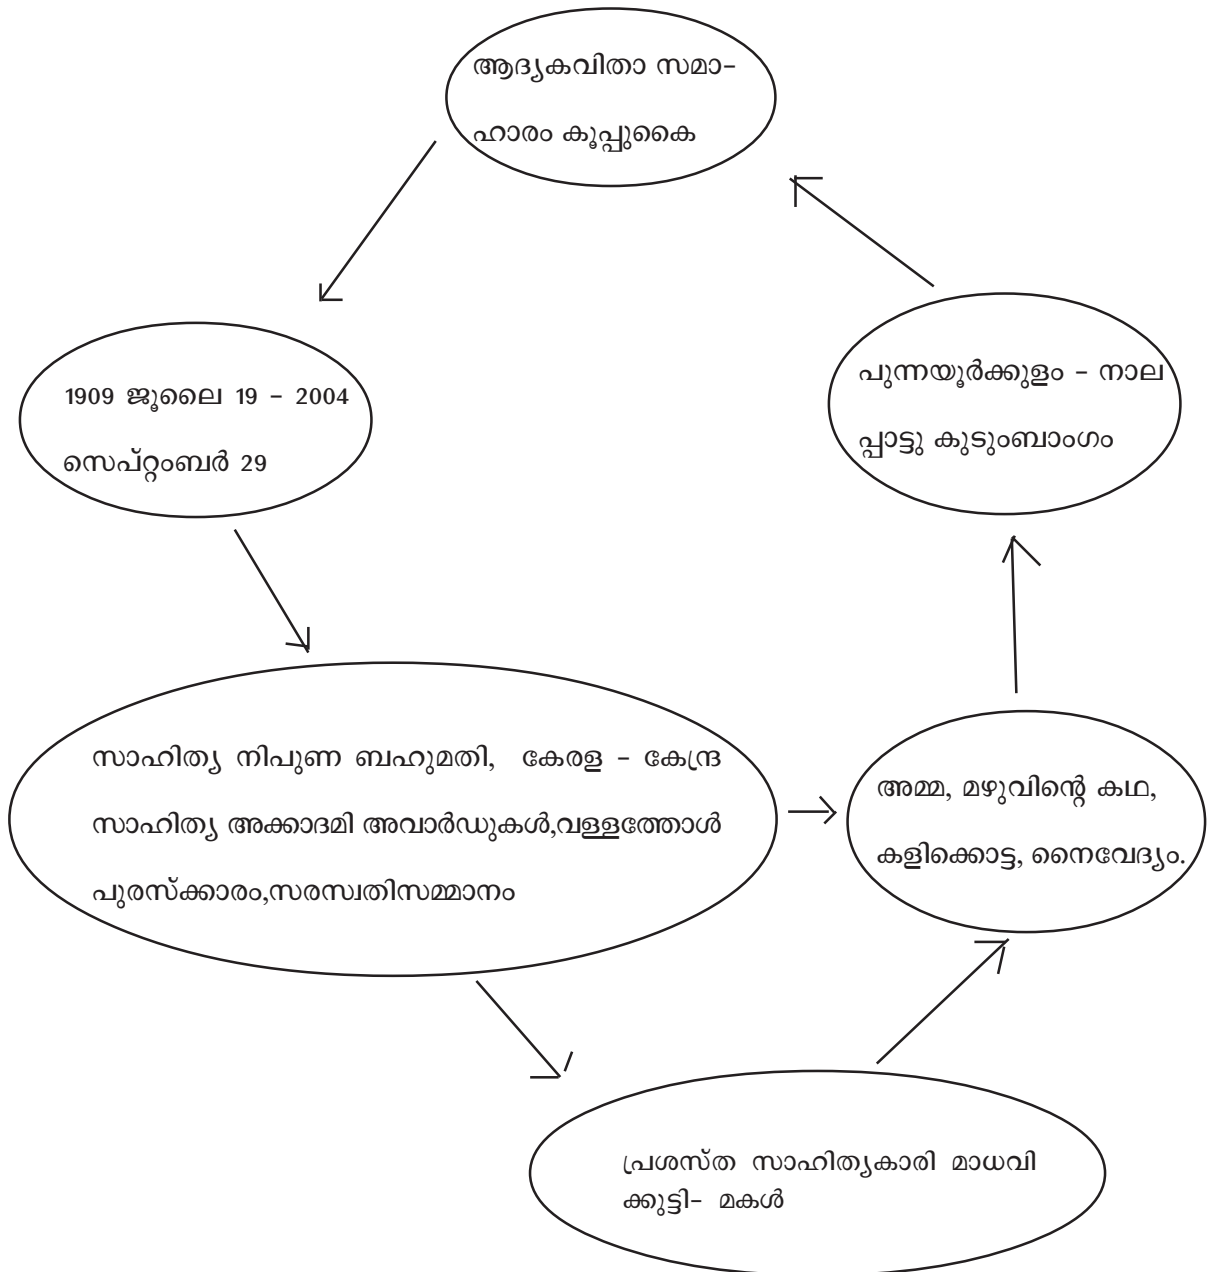 ആദ്യകവിതാ സമാ-
ഹാരം കൂപ്പുകൈ
പുന്നയൂർക്കുളം - നാല
പ്പാട്ടു കുടുംബാംഗം
1909 ജൂലൈ 19 - 2004
സെപ്റ്റംബർ 29
സാഹിത്യ നിപുണ ബഹുമതി, കേരള - കേന്ദ്ര
സാഹിത്യ അക്കാദമി അവാർഡുകൾ,വള്ളത്തോൾ
പുരസ്ക്കാരം,സരസ്വതിസമ്മാനം
അമ്മ, മഴുവിന്റെ കഥ,
കളിക്കൊട്ട, നൈവേദ്യം.
പ്രശസ്ത സാഹിത്യകാരി മാധവി
ക്കുട്ടി- മകൾ